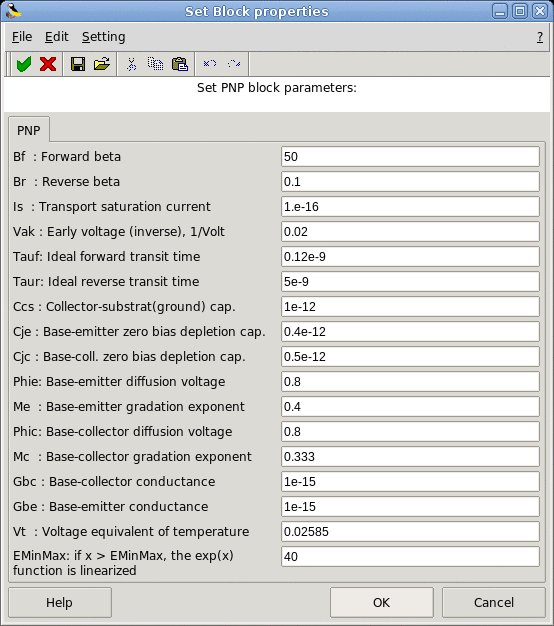 Set Block properties
File Edit Setting ?
Set PNP block parameters:
PNP
Bf : Forward beta 50
Br : Reverse beta 0.1
Is : Transport saturation current 1.e-16
Vak : Early voltage (inverse), 1/Volt 0.02
Tauf: Ideal forward transit time 0.12e-9
Taur: Ideal reverse transit time 5e-9
Ccs : Collector-substrat(ground) cap. 1e-12
Cje : Base-emitter zero bias depletion cap. 0.4e-12
Cjc : Base-coll. zero bias depletion cap. 0.5e-12
Phie: Base-emitter diffusion voltage 0.8
Me : Base-emitter gradation exponent 0.4
Phic: Base-collector diffusion voltage 0.8
Mc : Base-collector gradation exponent 0.333
Gbc : Base-collector conductance 1e-15
Gbe : Base-emitter conductance 1e-15
Vt : Voltage equivalent of temperature 0.02585
EMinMax: if x > EMinMax, the exp(x) 40
function is linearized
Help OK Cancel